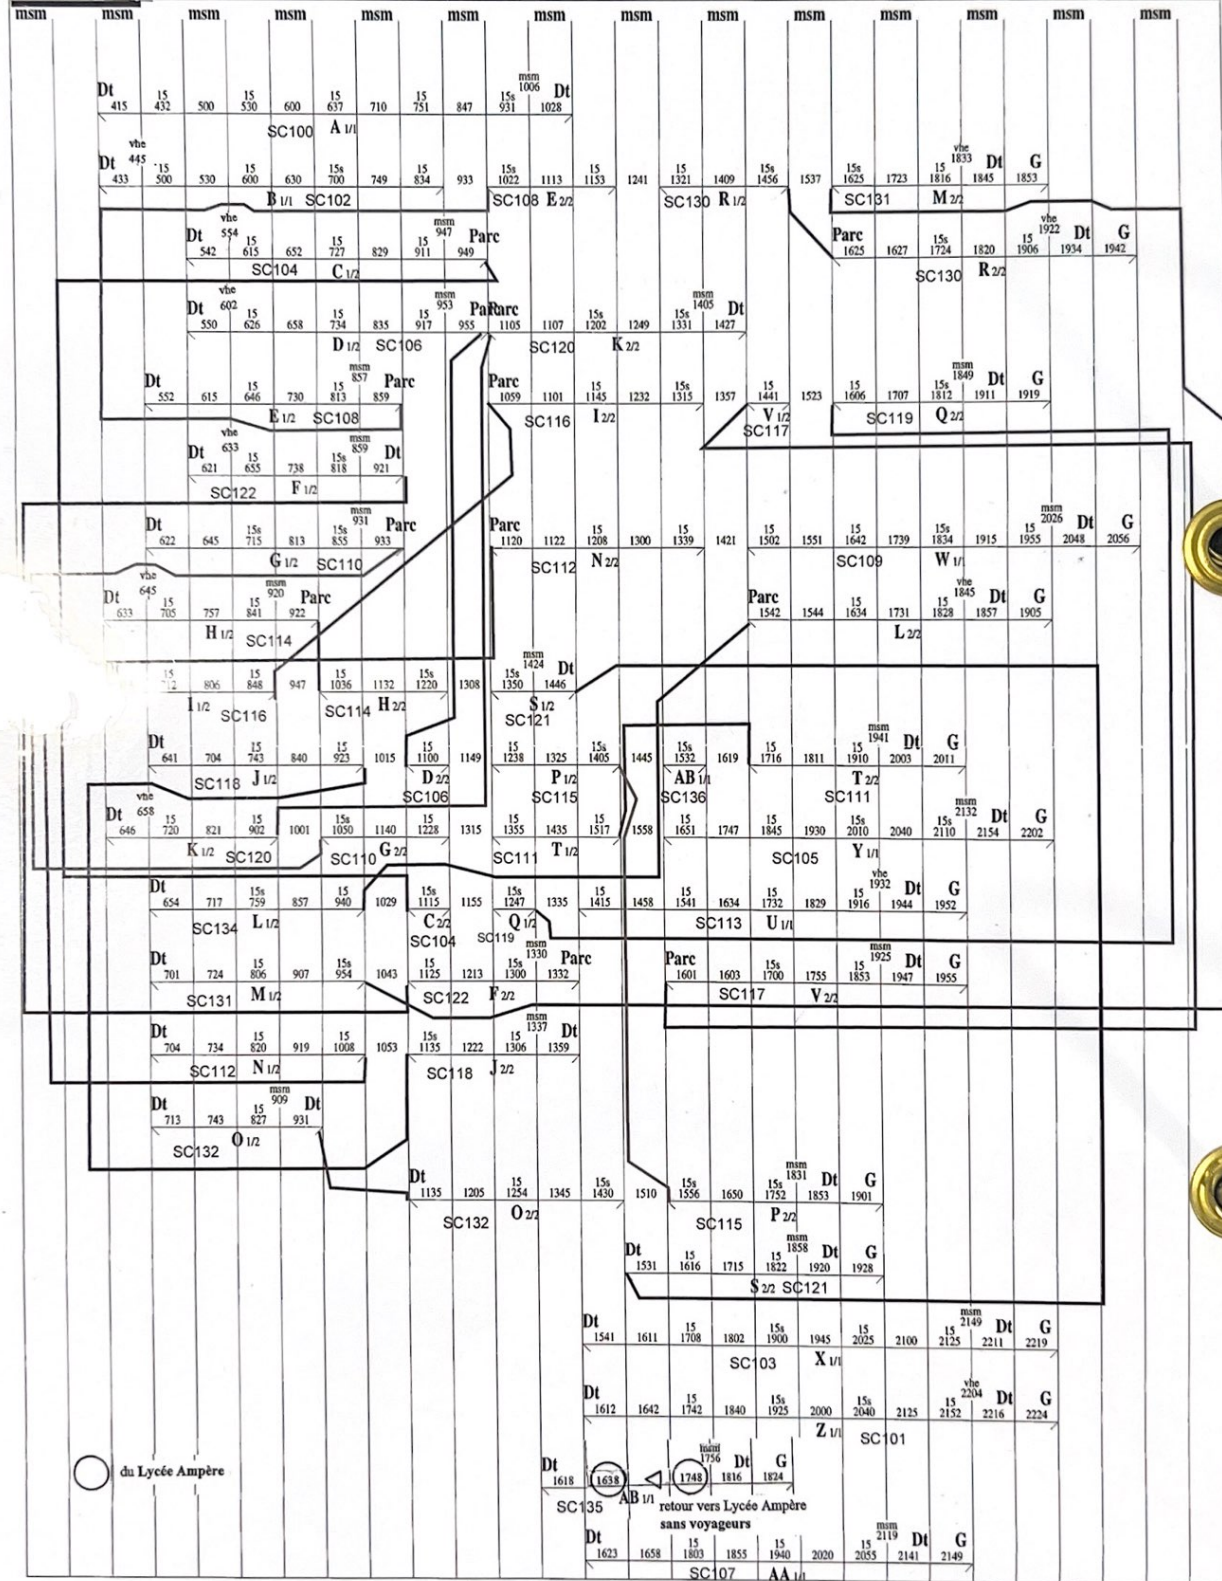 msm msm msm msm msm msm msm msm msm msm msm msm msm msm
msm
Dt 15 15 15 15 15s 1006 Dt
415 432 500 530 600 637 710 751 847 931 1028
SC100 A 1/1
vhe vhe
Dt 445 15 15 15s 15 15s 15 15 15s 15s 15 1833 Dt G
433 500 530 600 630 700 749 834 933 1022 1113 1153 1241 1321 1409 1456 1537 1625 1723 1816 1845 1853
B 1/1 SC102 SC108 E 2/2 SC130 R 1/2 SC131 M 2/2
vhe msm vhe
Dt 554 15 15 15 947 Parc Parc 15s 15 1922 Dt G
542 615 652 727 829 911 949 1625 1627 1724 1820 1906 1934 1942
SC104 C 1/2 SC130 R 2/2
vhe msm msm
Dt 602 15 15s 15 953 Parc Parc 15s 15s 1405 Dt
550 626 658 734 835 917 955 1105 1107 1202 1249 1331 1427
D 1/2 SC106 SC120 K 2/2
msm msm
Dt 15 15 857 Parc Parc 15 15s 15 15 15s 1849 Dt G
552 615 646 730 813 859 1059 1101 1145 1232 1315 1357 1441 1523 1606 1707 1812 1911 1919
E 1/2 SC108 SC116 I 2/2 V 1/2 SC119 Q 2/2
SC117
vhe msm
Dt 633 15 15s 859 Dt
621 655 738 818 921
SC122 F 1/2
msm msm
Dt 15s 15s 931 Parc Parc 15 15 15 15 15s 15 2026 Dt G
622 645 715 813 855 933 1120 1122 1208 1300 1339 1421 1502 1551 1642 1739 1834 1915 1955 2048 2056
G 1/2 SC110 SC112 N 2/2 SC109 W 1/1
vhe msm vhe
Dt 645 15 15 920 Parc Parc 15 15 1845 Dt G
633 705 757 841 922 1542 1544 1634 1731 1828 1857 1905
H 1/2 SC114 L 2/2
msm
15 15 15 15s 15s 1424 Dt
806 848 947 1036 1132 1220 1308 1350 1446
I 1/2 SC116 SC114 H 2/2 S 1/2
SC121
msm
Dt 15 15 15 15 15s 15s 15 15 1941 Dt G
641 704 743 840 923 1015 1100 1149 1238 1325 1405 1445 1532 1619 1716 1811 1910 2003 2011
SC118 J 1/2 D 2/2 P 1/2 AB 1/1 T 2/2
SC106 SC115 SC136 SC111
vhe msm
Dt 658 15 15 15s 15 15 15 15 15 15s 15 2132 Dt G
646 720 821 902 1001 1050 1140 1228 1315 1355 1435 1517 1558 1651 1747 1845 1930 2010 2040 2110 2154 2202
K 1/2 SC120 SC110 G 2/2 SC111 T 1/2 SC105 Y 1/1
vhe
Dt 15s 15 15s 15s 15 15s 15 15 1932 Dt G
654 717 759 857 940 1029 1115 1155 1247 1335 1415 1458 1541 1634 1732 1829 1916 1944 1952
SC134 L 1/2 C 2/2 Q 1/2 SC113 U 1/1
SC104 SC119
msm msm
Dt 15 15s 15 15s 1330 Parc Parc 15s 15 1925 Dt G
701 724 806 907 954 1043 1125 1213 1300 1332 1601 1603 1700 1755 1853 1947 1955
SC131 M 1/2 SC122 F 2/2 SC117 V 2/2
msm
Dt 15 15 15s 15 1337 Dt
704 734 820 919 1008 1053 1135 1222 1306 1359
SC112 N 1/2 SC118 J 2/2
msm
Dt 15 909 Dt
713 743 827 931
SC132 O 1/2
msm
Dt 15 15s 15s 15s 1831 Dt G
1135 1205 1254 1345 1430 1510 1556 1650 1752 1853 1901
SC132 O 2/2 SC115 P 2/2
msm
Dt 15 15 1858 Dt G
1531 1616 1715 1822 1920 1928
S 2/2 SC121
msm
Dt 15 15s 15 15 2149 Dt G
1541 1611 1708 1802 1900 1945 2025 2100 2125 2211 2219
SC103 X 1/1
vhe
Dt 15 15s 15s 15 2204 Dt G
1612 1642 1742 1840 1925 2000 2040 2125 2152 2216 2224
Z 1/1 SC101
msm
Dt 1756 Dt G
du Lycée Ampère 1618 1638 1748 1816 1824
SC135 AB 1/1 retour vers Lycée Ampère
sans voyageurs
msm
Dt 15 15 15 2119 Dt G
1623 1658 1803 1855 1940 2020 2055 2141 2149
SC107 AA 1/1